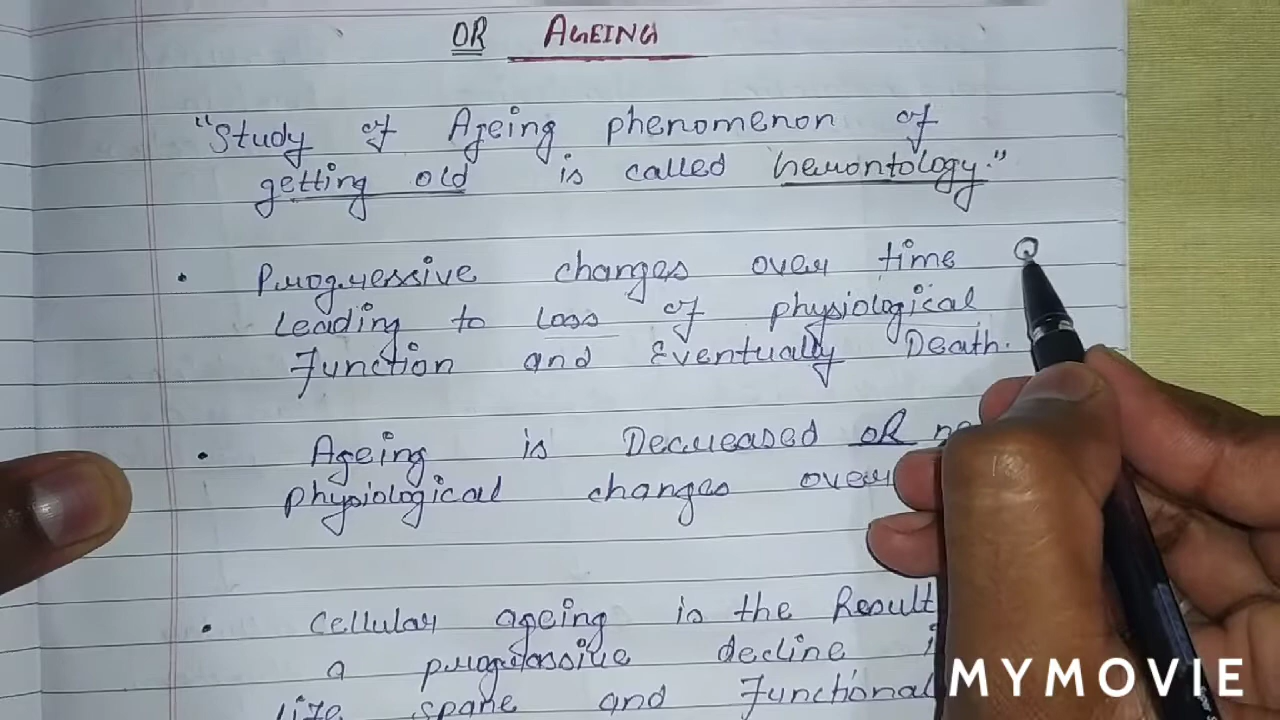 OR AGEING
"Study of Ageing phenomenon of
getting old is called herontology."
• Progressive changes over time
Leading to Loss of physiological
Function and Eventually Death.
• Ageing is Decreased OR
physiological changes over
• Cellular ageing is the Result
a progressive decline
life spane and Functional
MYMOVIE